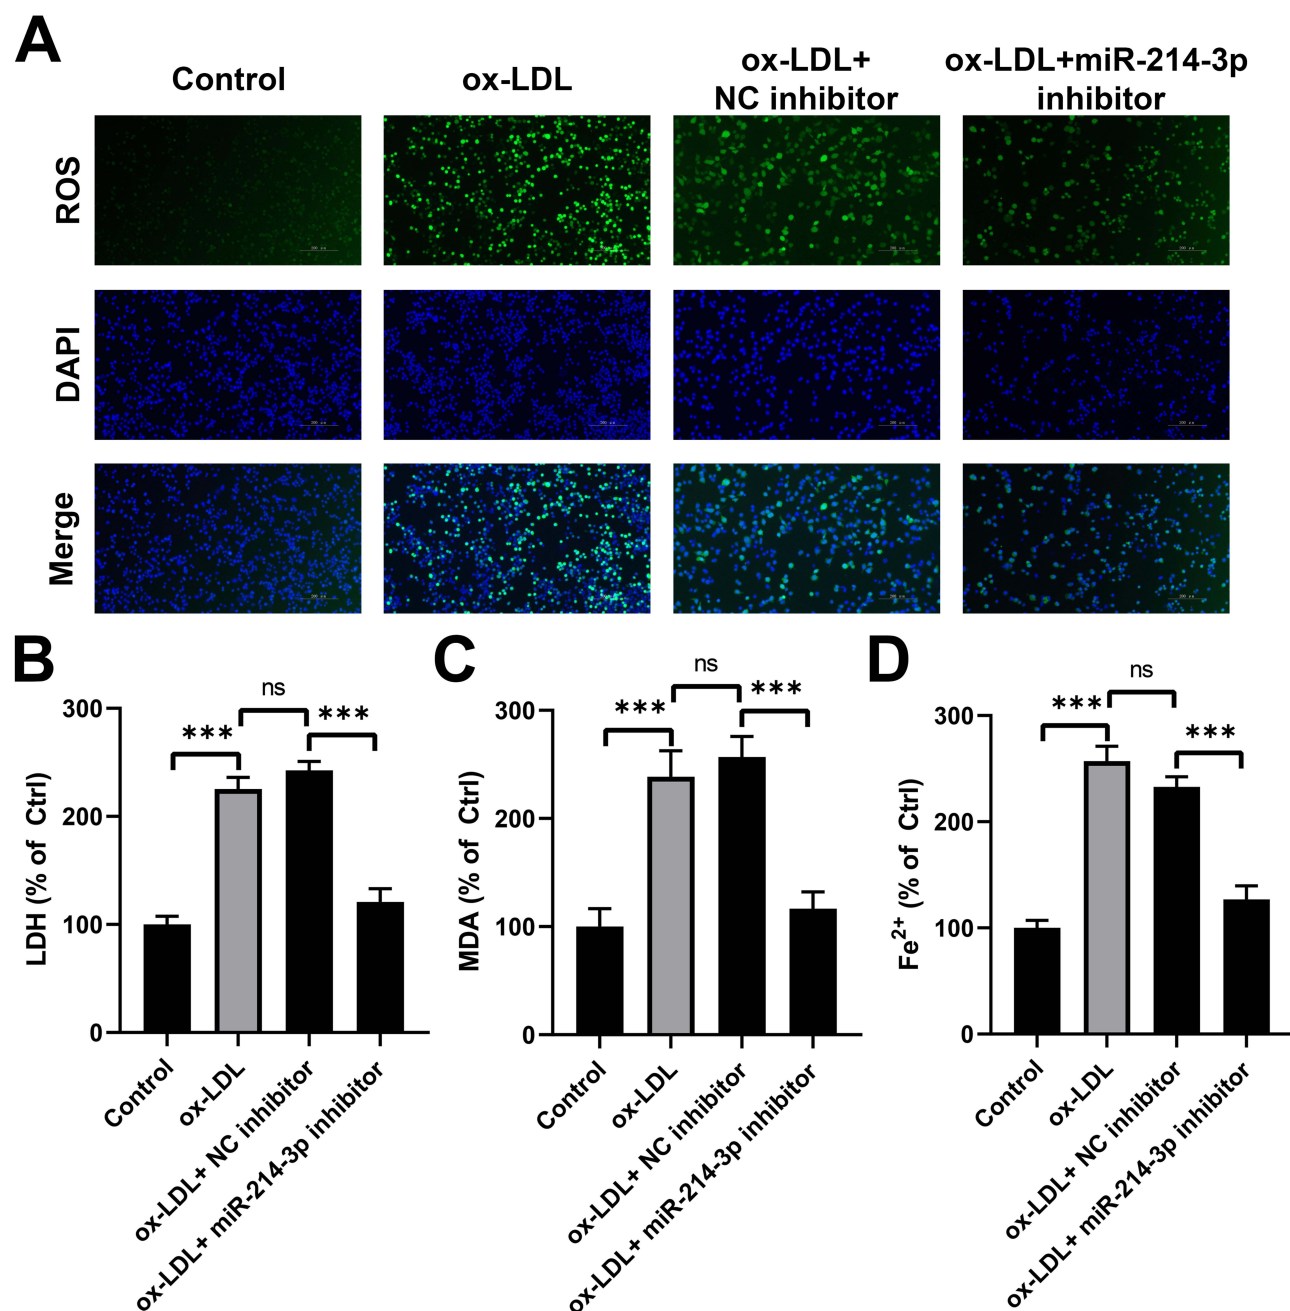 A
Control
ox-LDL
ox-LDL+
NC inhibitor
ox-LDL+miR-214-3p
inhibitor
ROS
DAPI
Merge
B
LDH (% of Ctrl)
300
200
100
0
***
ns
***
Control
ox-LDL
ox-LDL+ NC inhibitor
ox-LDL+ miR-214-3p inhibitor
C
MDA (% of Ctrl)
300
200
100
0
***
ns
***
Control
ox-LDL
ox-LDL+ NC inhibitor
ox-LDL+ miR-214-3p inhibitor
D
Fe²⁺ (% of Ctrl)
300
200
100
0
***
ns
***
Control
ox-LDL
ox-LDL+ NC inhibitor
ox-LDL+ miR-214-3p inhibitor